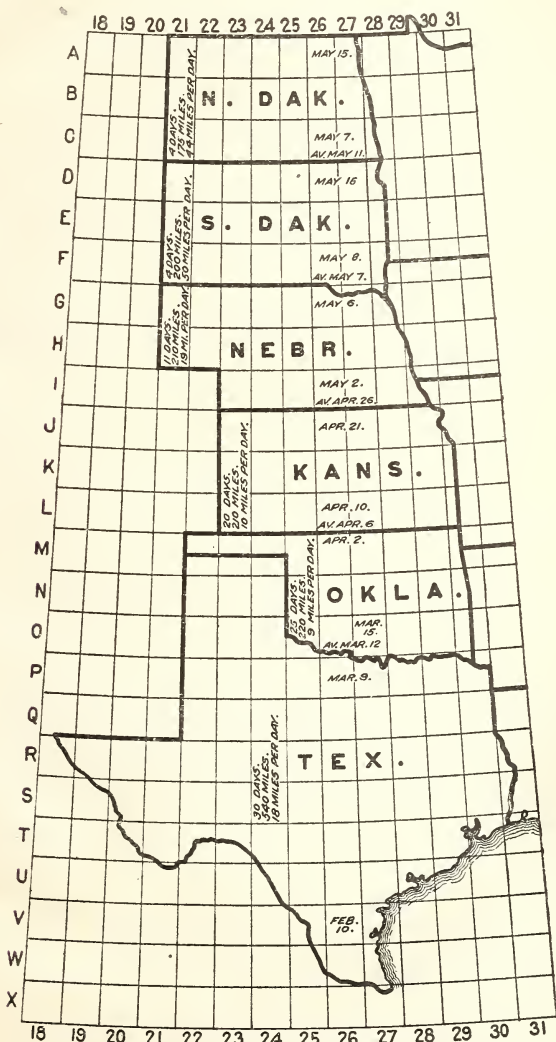 18 19 20 21 22 23 24 25 26 27 28 29 30 31
A
MAY 15.
B
4 DAYS.
175 MILES.
44 MILES PER DAY.
N. DAK.
C
MAY 7.
AV. MAY 11.
D
MAY 16
E
4 DAYS.
200 MILES.
50 MILES PER DAY.
S. DAK.
F
MAY 8.
AV. MAY 7.
G
MAY 6.
H
11 DAYS.
210 MILES.
19 MI. PER DAY.
NEBR.
I
MAY 2.
AV. APR. 26.
J
APR. 21.
K
20 DAYS.
210 MILES.
10 MILES PER DAY.
KANS.
L
APR. 10.
AV. APR. 6
M
APR. 2.
N
25 DAYS.
220 MILES.
9 MILES PER DAY.
OKLA.
O
MAR.
15.
AV. MAR. 12
P
MAR. 9.
Q
R
TEX.
30 DAYS.
540 MILES.
18 MILES PER DAY.
S
T
U
V
FEB.
10.
W
X
18 19 20 21 22 23 24 25 26 27 28 29 30 31